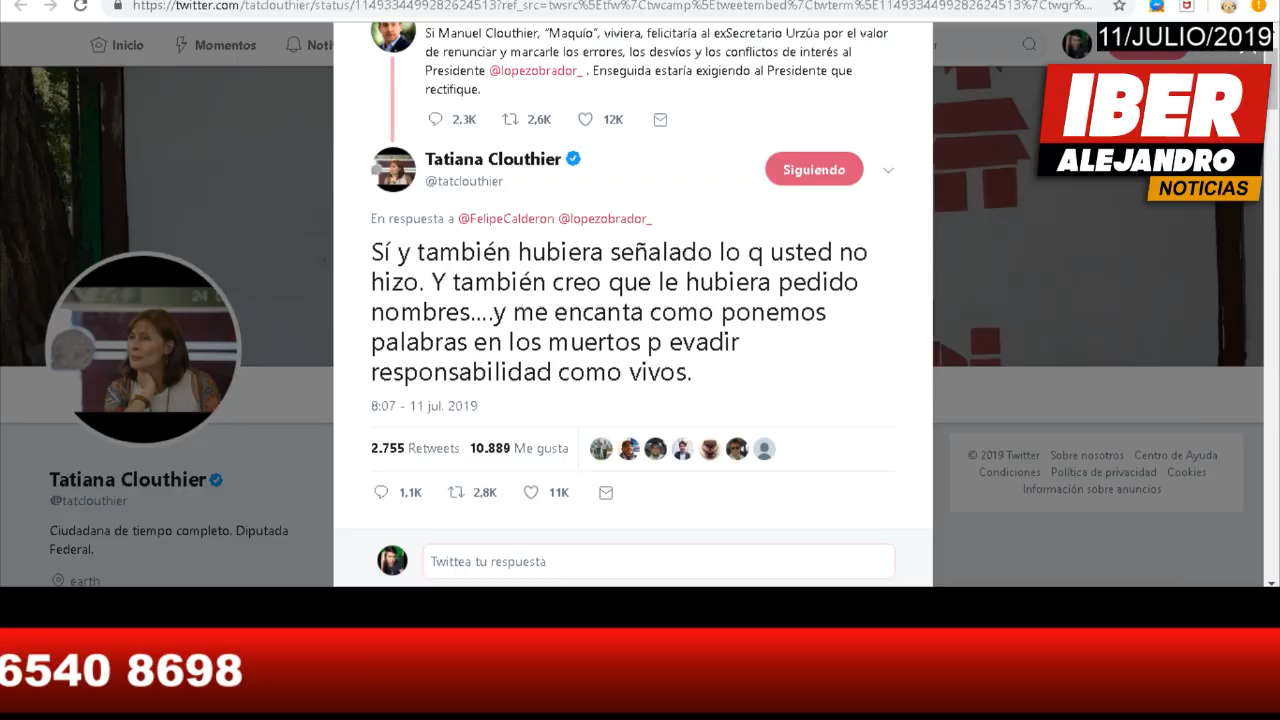 https://twitter.com/tatclouthier/status/1149334499282624513?ref_src=twsrc%5Etfw%7Ctwcamp%5Etweetembed%7Ctwterm%5E1149334499282624513%7Ctwgr%...
Inicio Momentos Noti
11/JULIO/2019
IBER
ALEJANDRO
NOTICIAS
Si Manuel Clouthier, “Maquío”, viviera, felicitaría al exSecretario Urzúa por el valor
de renunciar y marcarle los errores, los desvíos y los conflictos de interés al
Presidente @lopezobrador_ . Enseguida estaría exigiendo al Presidente que
rectifique.
2,3K 2,6K 12K
Tatiana Clouthier
@tatclouthier
Siguiendo
En respuesta a @FelipeCalderon @lopezobrador_
Sí y también hubiera señalado lo q usted no
hizo. Y también creo que le hubiera pedido
nombres....y me encanta como ponemos
palabras en los muertos p evadir
responsabilidad como vivos.
8:07 - 11 jul. 2019
2.755 Retweets 10.889 Me gusta
1,1K 2,8K 11K
Twittea tu respuesta
Tatiana Clouthier
@tatclouthier
Ciudadana de tiempo completo. Diputada
Federal.
earth
© 2019 Twitter Sobre nosotros Centro de Ayuda
Condiciones Política de privacidad Cookies
Información sobre anuncios
6540 8698